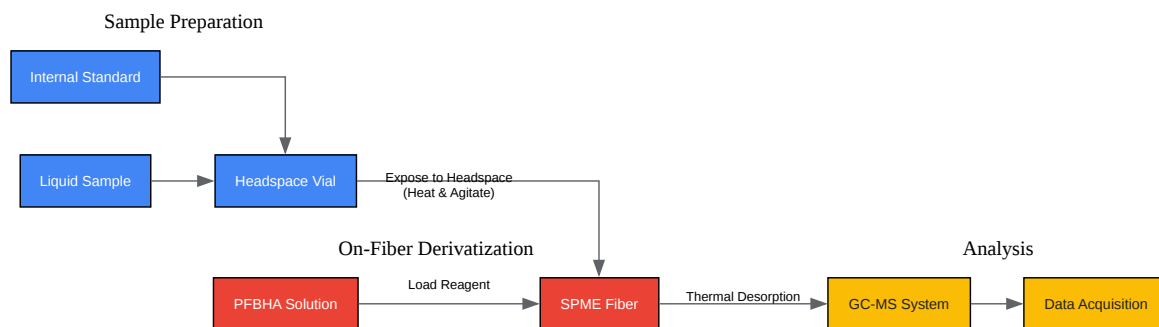 Sample Preparation
Internal Standard
Liquid Sample
Headspace Vial
Expose to Headspace
(Heat & Agitate)
On-Fiber Derivatization
Analysis
PFBHA Solution
Load Reagent
SPME Fiber
Thermal Desorption
GC-MS System
Data Acquisition